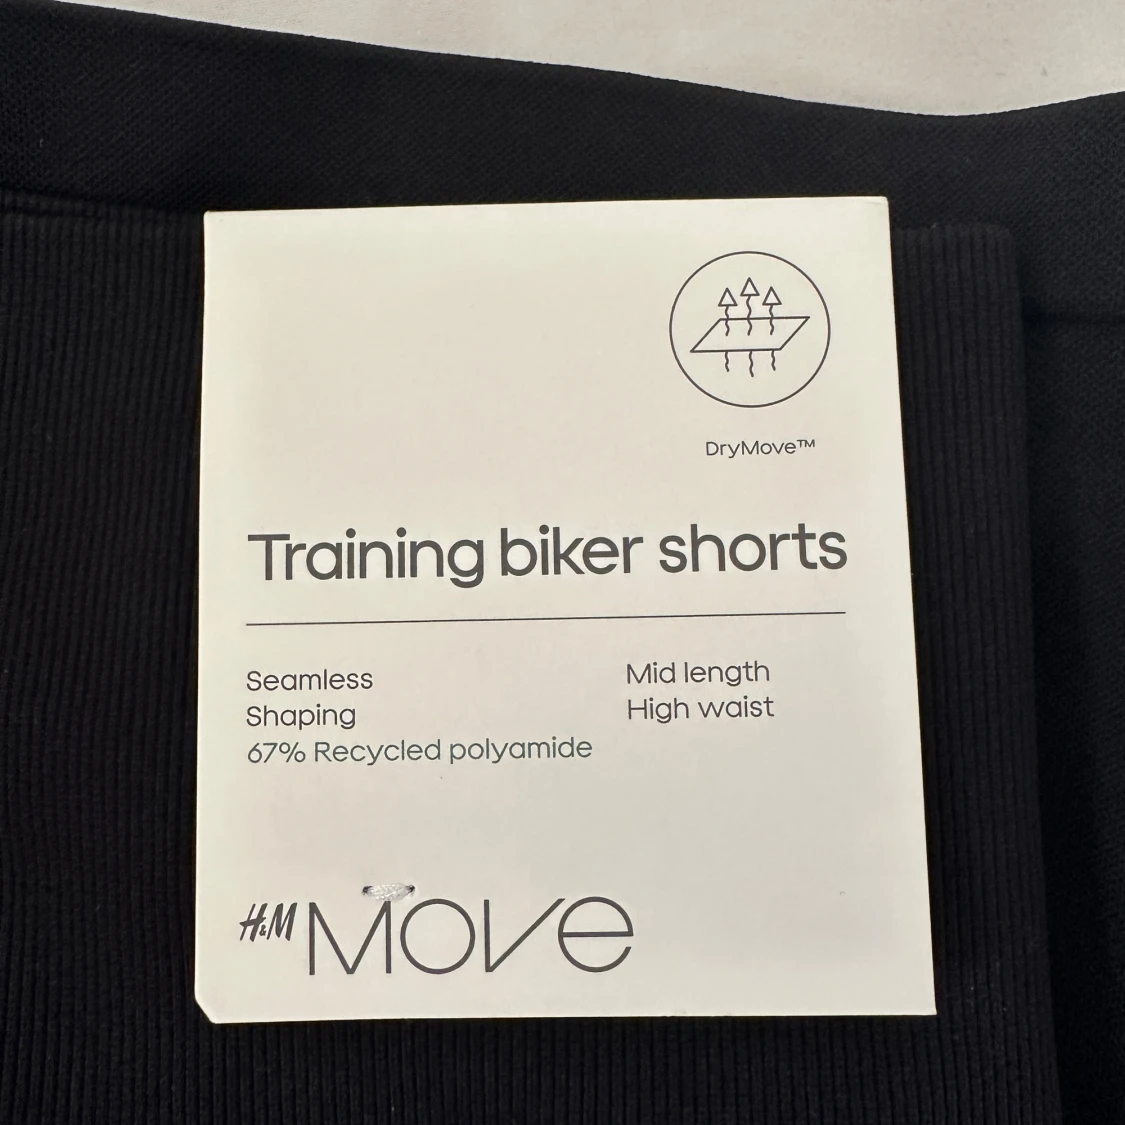 DryMove™
Training biker shorts
Seamless
Shaping
67% Recycled polyamide
Mid length
High waist
H&M Move